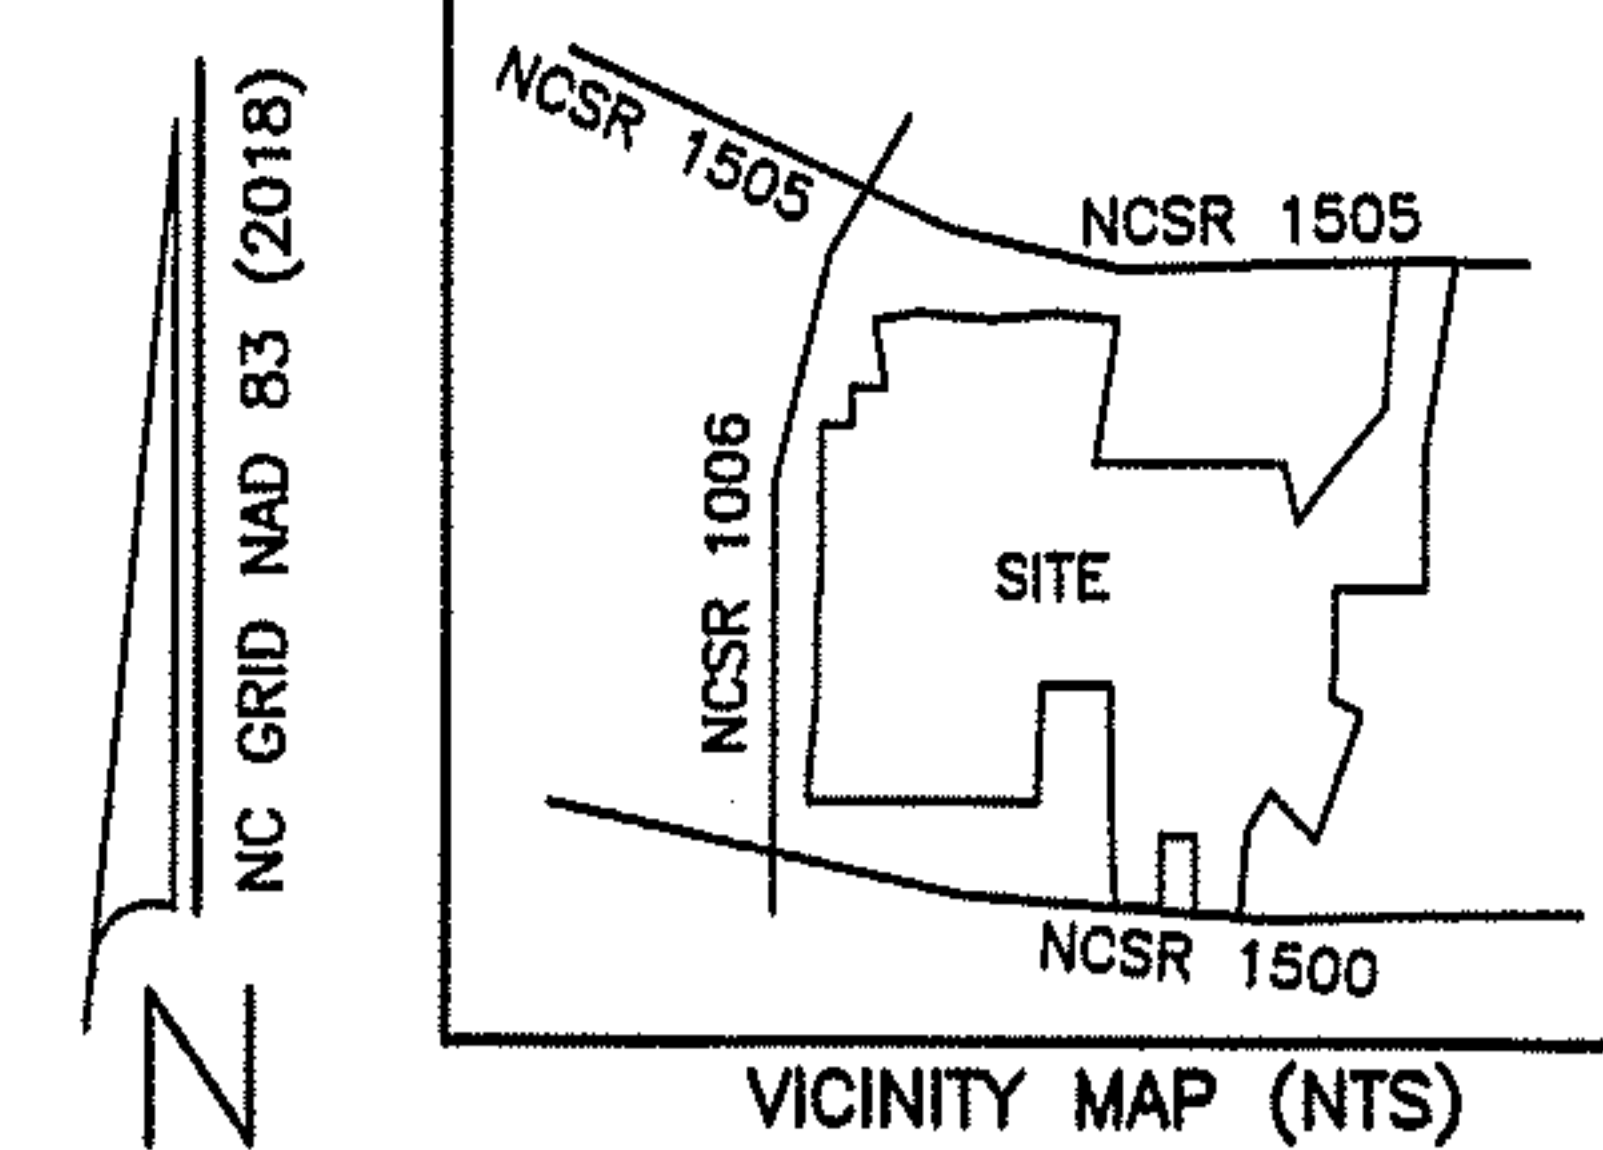 NC GRID NAD 83 (2018)
N
NCSR 1505
NCSR 1505
NCSR 1006
SITE
NCSR 1500
VICINITY MAP (NTS)